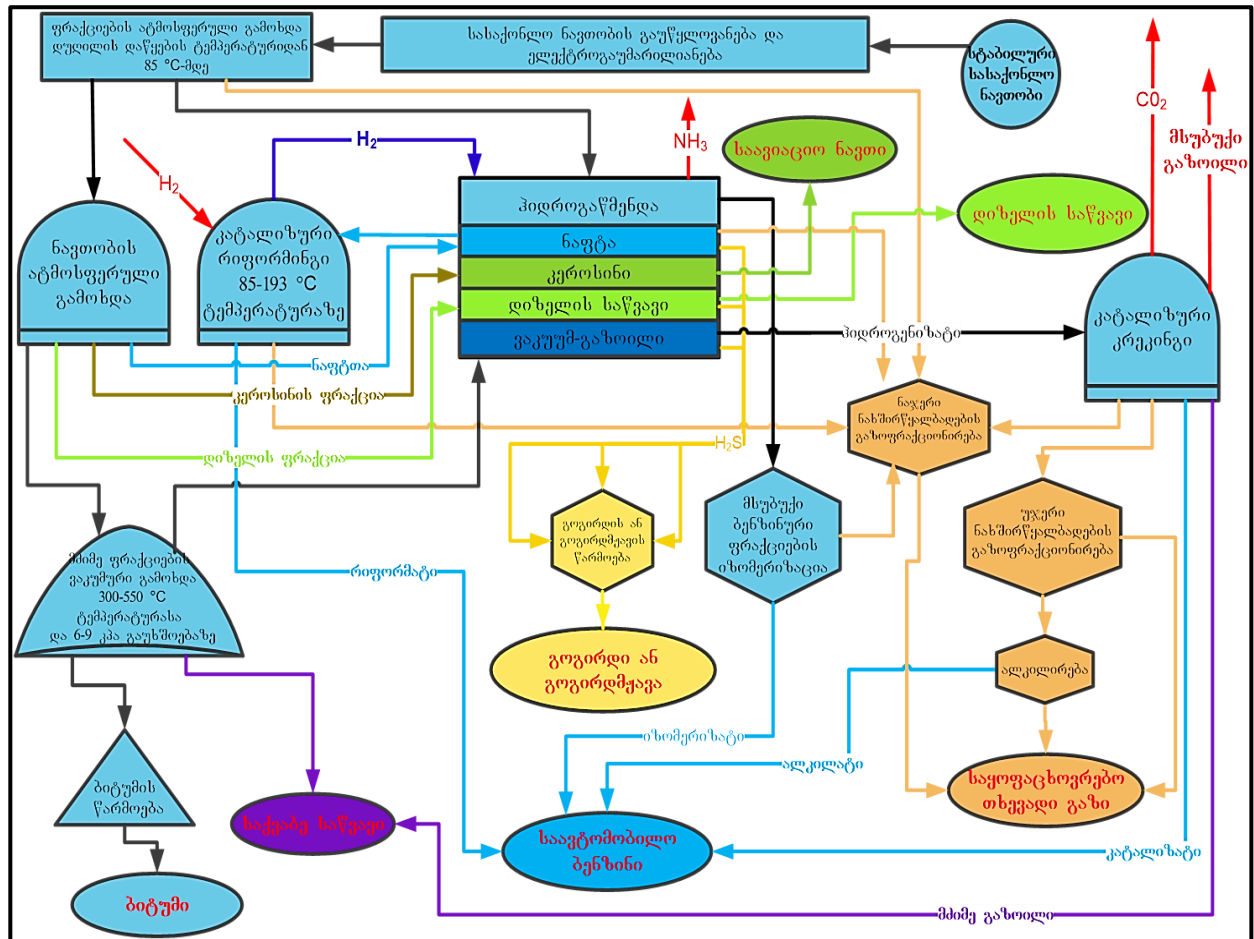 ფრაქციების ატმოსფერული გამოხდა
დუღილის დაწყების ტემპერატურიდან
85 °C-მდე
სასაქონლო ნავთობის გაუწყლოვანება და
ელექტროგაუმარილიანება
სტაბილური
სასაქონლო
ნავთობი
CO₂
მსუბუქი
გაზოილი
H₂
H₂
NH₃
საავიაციო ნავთი
დიზელის საწვავი
ნავთობის
ატმოსფერული
გამოხდა
კატალიზური
რიფორმინგი
85-193 °C
ტემპერატურაზე
ჰიდროგაწმენდა
ნაფტა
კეროსინი
დიზელის საწვავი
ვაკუუმ-გაზოილი
ჰიდროგენიზატი
კატალიზური
კრეკინგი
ნაფტთა
კეროსინის ფრაქცია
დიზელის ფრაქცია
ნაჯერი
ნახშირწყალბადების
გაზოფრაქციონირება
H₂S
გოგირდის ან
გოგირდმჟავის
წარმოება
მსუბუქი
ბენზინური
ფრაქციების
იზომერიზაცია
უჯერი
ნახშირწყალბადების
გაზოფრაქციონირება
მძიმე ფრაქციების
ვაკუმური გამოხდა
300-550 °C
ტემპერატურასა
და 6-9 კპა გაუხშოებაზე
რიფორმატი
გოგირდი ან
გოგირდმჟავა
ალკილირება
იზომერიზატი
ალკილატი
საყოფაცხოვრებო
თხევადი გაზი
ბიტუმის
წარმოება
საქვაბე საწვავი
საავტომობილო
ბენზინი
კატალიზატი
ბიტუმი
მძიმე გაზოილი